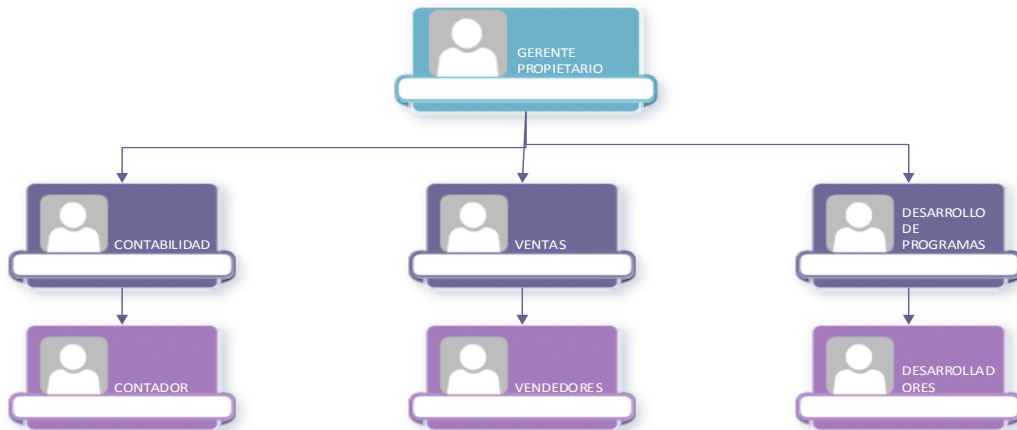 GERENTE
PROPIETARIO
CONTABILIDAD
VENTAS
DESARROLLO
DE
PROGRAMAS
CONTADOR
VENDEDORES
DESARROLLAD
ORES